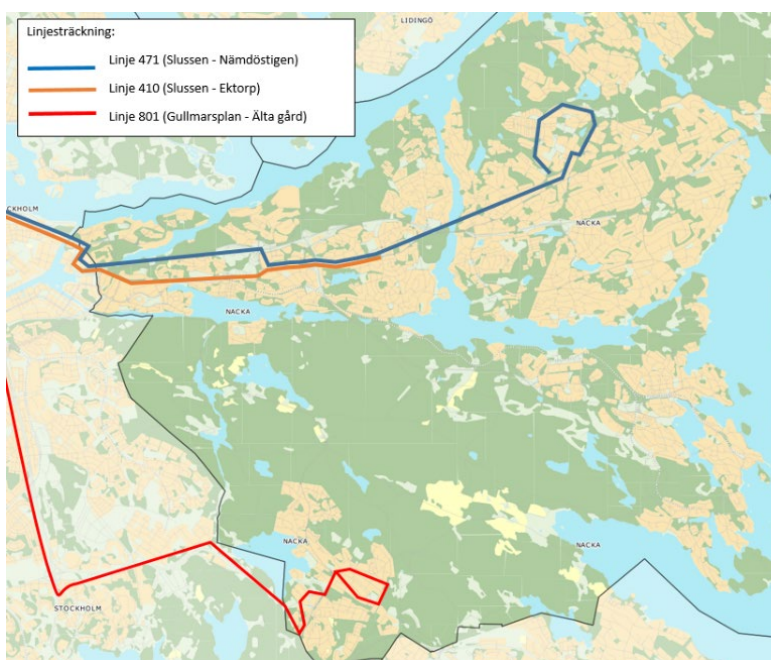 Linjesträckning:
Linje 471 (Slussen - Nämdöstigen)
Linje 410 (Slussen - Ektorp)
Linje 801 (Gullmarsplan - Älta gård)
LIDINGÖ
CKHOLM
NACKA
NACKA
NACKA
NACKA
STOCKHOLM